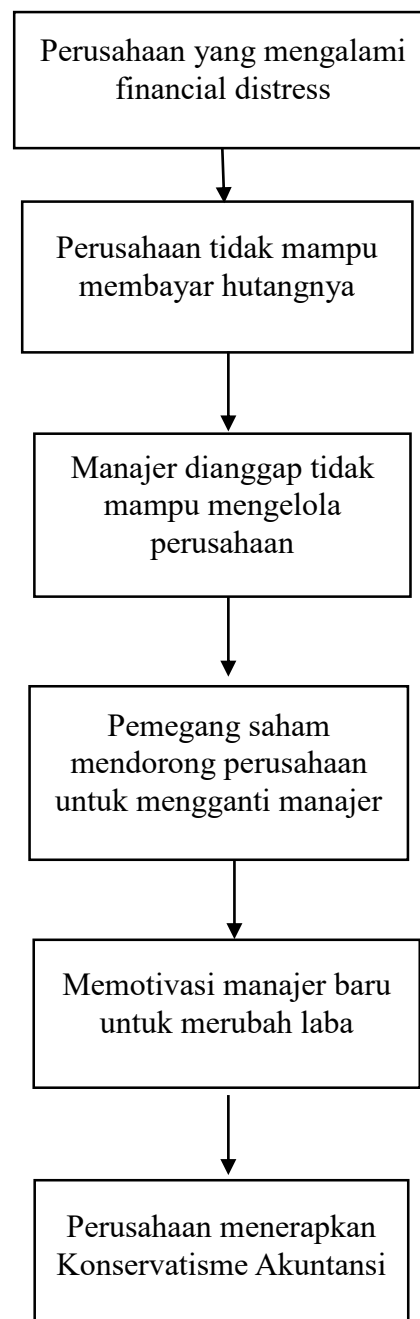 Perusahaan yang mengalami
financial distress
Perusahaan tidak mampu
membayar hutangnya
Manajer dianggap tidak
mampu mengelola
perusahaan
Pemegang saham
mendorong perusahaan
untuk mengganti manajer
Memotivasi manajer baru
untuk merubah laba
Perusahaan menerapkan
Konservatisme Akuntansi